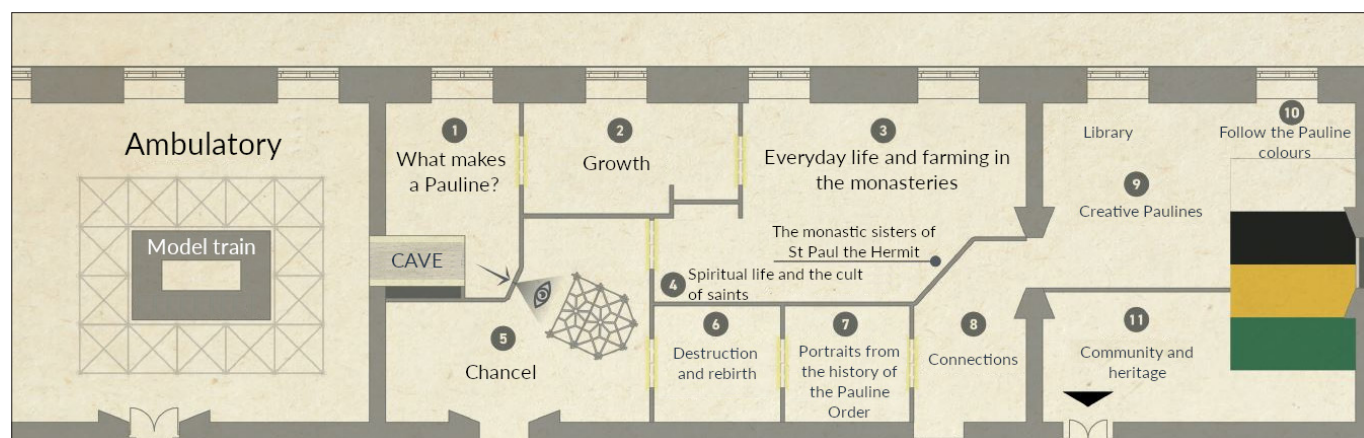 Ambulatory
Model train
1
What makes
a Pauline?
CAVE
2
Growth
3
Everyday life and farming in
the monasteries
The monastic sisters of
St Paul the Hermit
4
Spiritual life and the cult
of saints
5
Chancel
6
Destruction
and rebirth
7
Portraits from
the history of
the Pauline
Order
8
Connections
Library
9
Creative Paulines
10
Follow the Pauline
colours
11
Community and
heritage